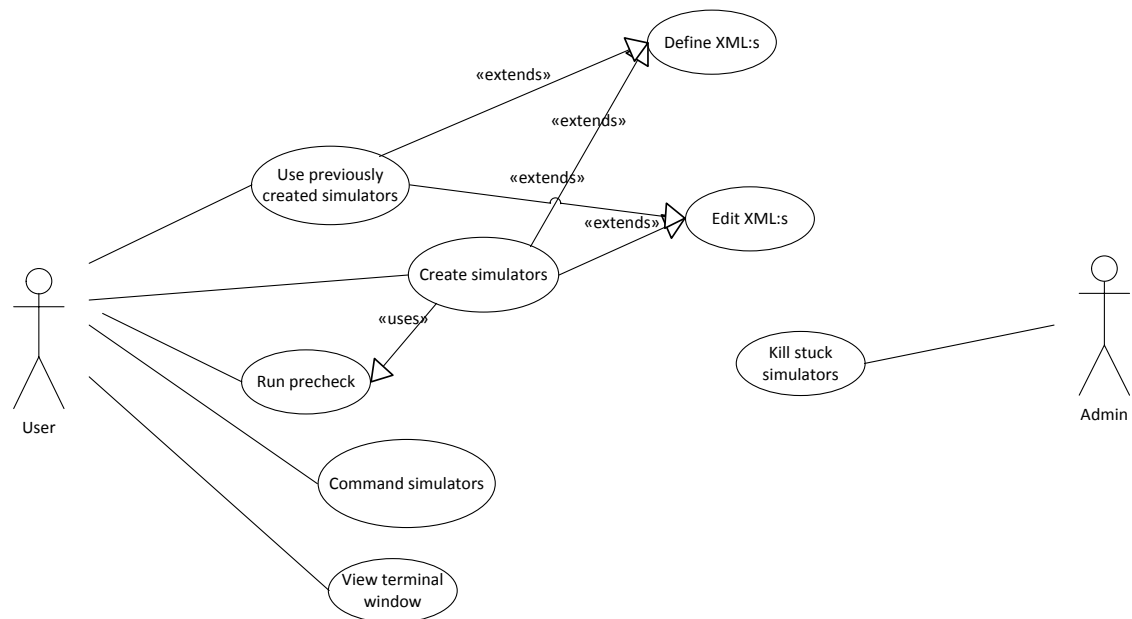 Define XML:s
«extends»
«extends»
Use previously
created simulators
«extends»
Edit XML:s
«extends»
Create simulators
«uses»
Kill stuck
simulators
Run precheck
User
Admin
Command simulators
View terminal
window